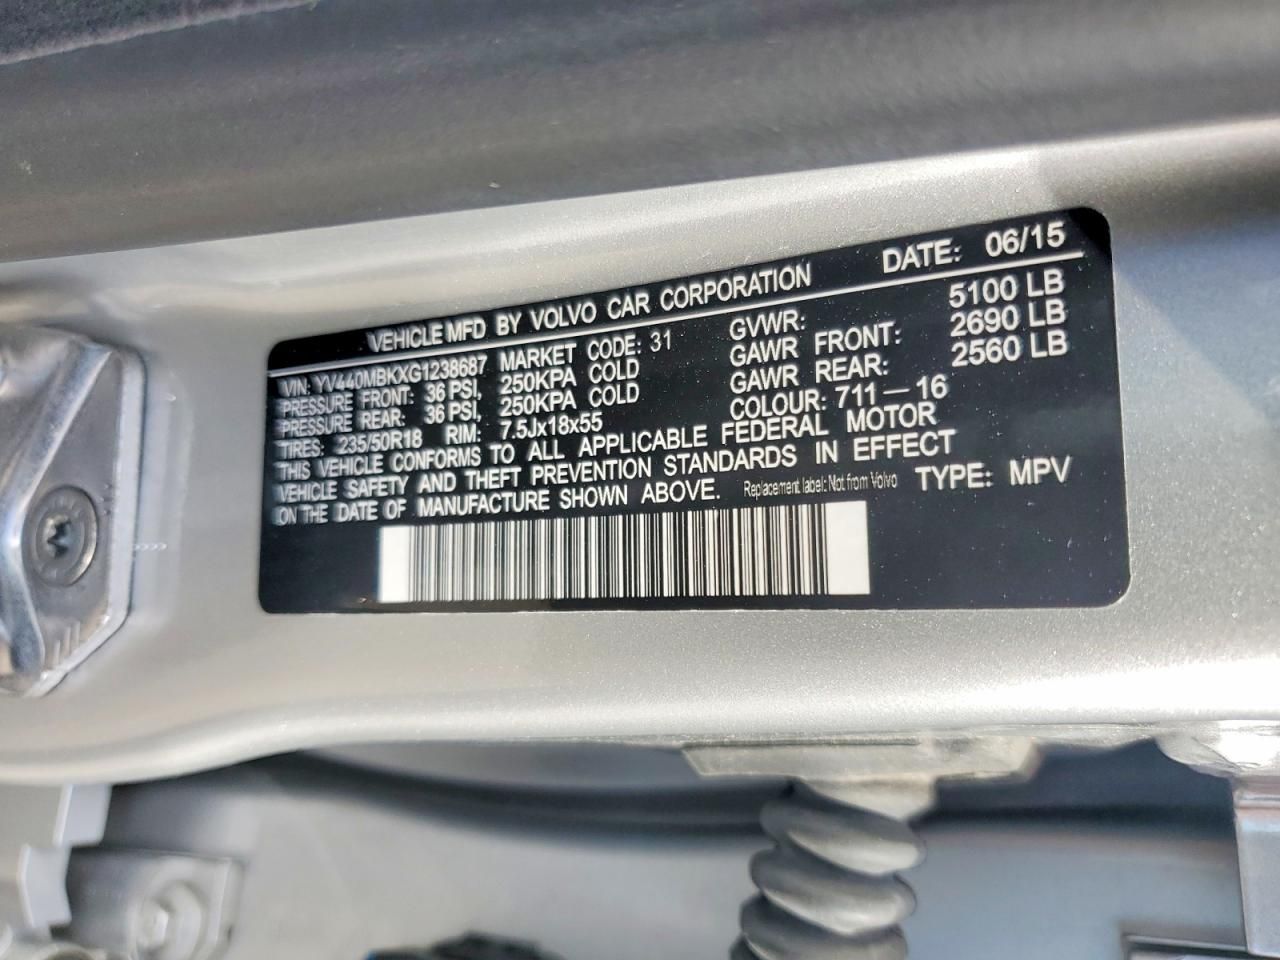 VEHICLE MFD BY VOLVO CAR CORPORATION DATE: 06/15
VIN: YV440MBKXG1238687 MARKET CODE: 31 GVWR: 5100 LB
PRESSURE FRONT: 36 PSI, 250KPA COLD GAWR FRONT: 2690 LB
PRESSURE REAR: 36 PSI, 250KPA COLD GAWR REAR: 2560 LB
TIRES: 235/50R18 RIM: 7.5Jx18x55 COLOUR: 711-16
THIS VEHICLE CONFORMS TO ALL APPLICABLE FEDERAL MOTOR
VEHICLE SAFETY AND THEFT PREVENTION STANDARDS IN EFFECT
ON THE DATE OF MANUFACTURE SHOWN ABOVE. Replacement label: Not from Volvo TYPE: MPV